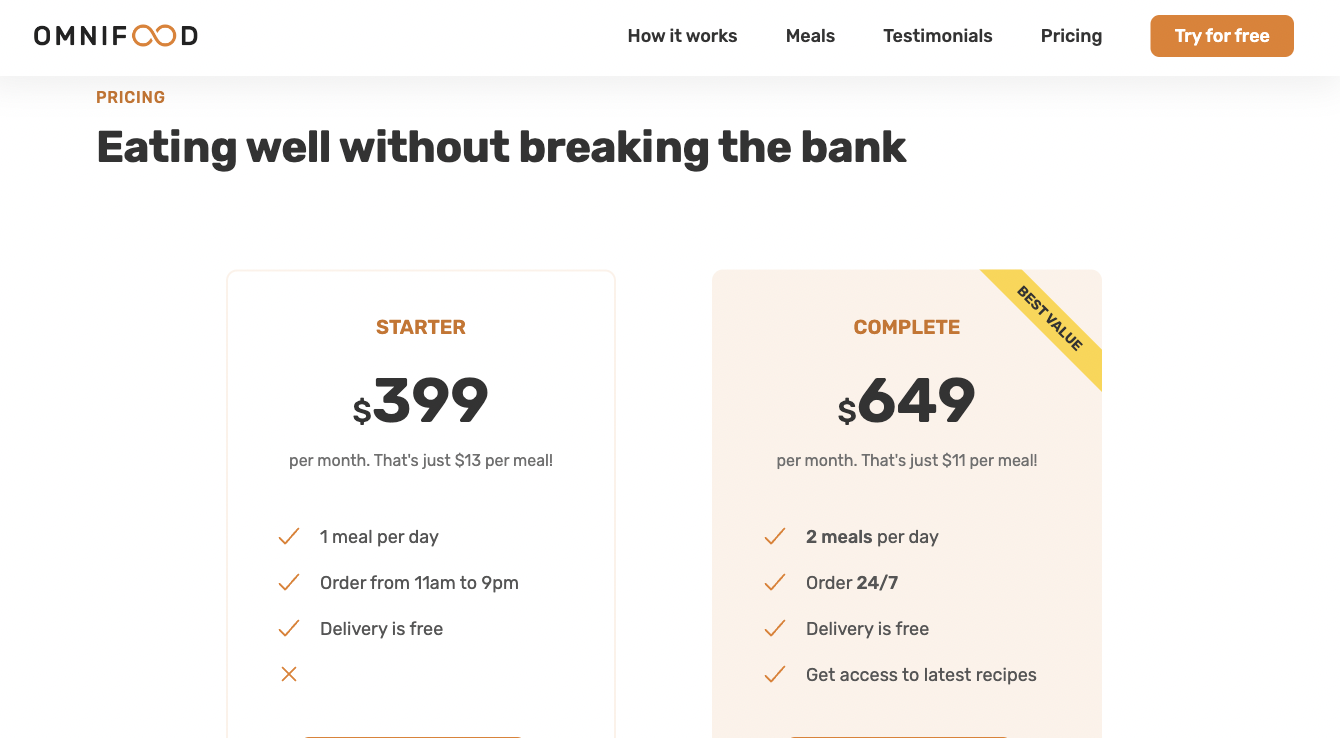 OMNIFOOD
How it works
Meals
Testimonials
Pricing
Try for free
PRICING
Eating well without breaking the bank
STARTER
$399
per month. That's just $13 per meal!
1 meal per day
Order from 11am to 9pm
Delivery is free
BEST VALUE
COMPLETE
$649
per month. That's just $11 per meal!
2 meals per day
Order 24/7
Delivery is free
Get access to latest recipes